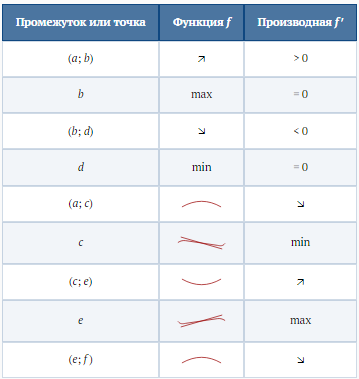 Промежуток или точка Функция f Производная f ′
(a; b) ↗ > 0
b max = 0
(b; d) ↘ < 0
d min = 0
(a; c) ↘
c min
(c; e) ↗
e max
(e; f) ↘